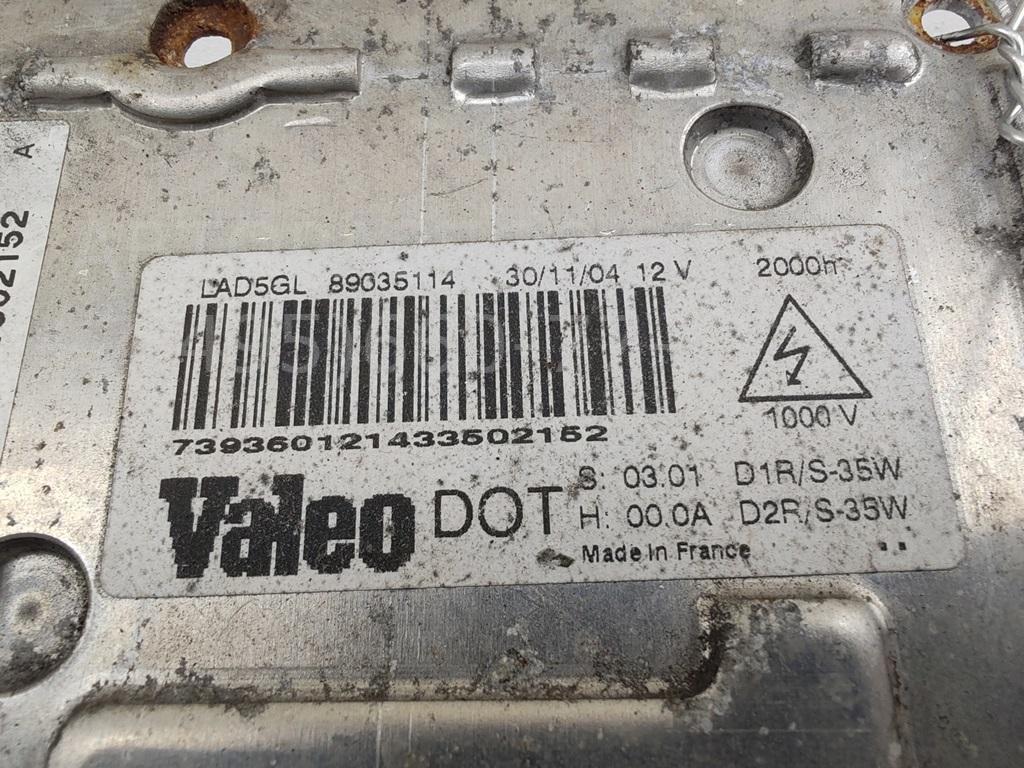 A
LAD5GL 89035114 30/11/04 12 V 2000h
1000 V
739360121433502152
Valeo DOT S: 03.01 D1R/S-35W
H: 00.0A D2R/S-35W
Made In France